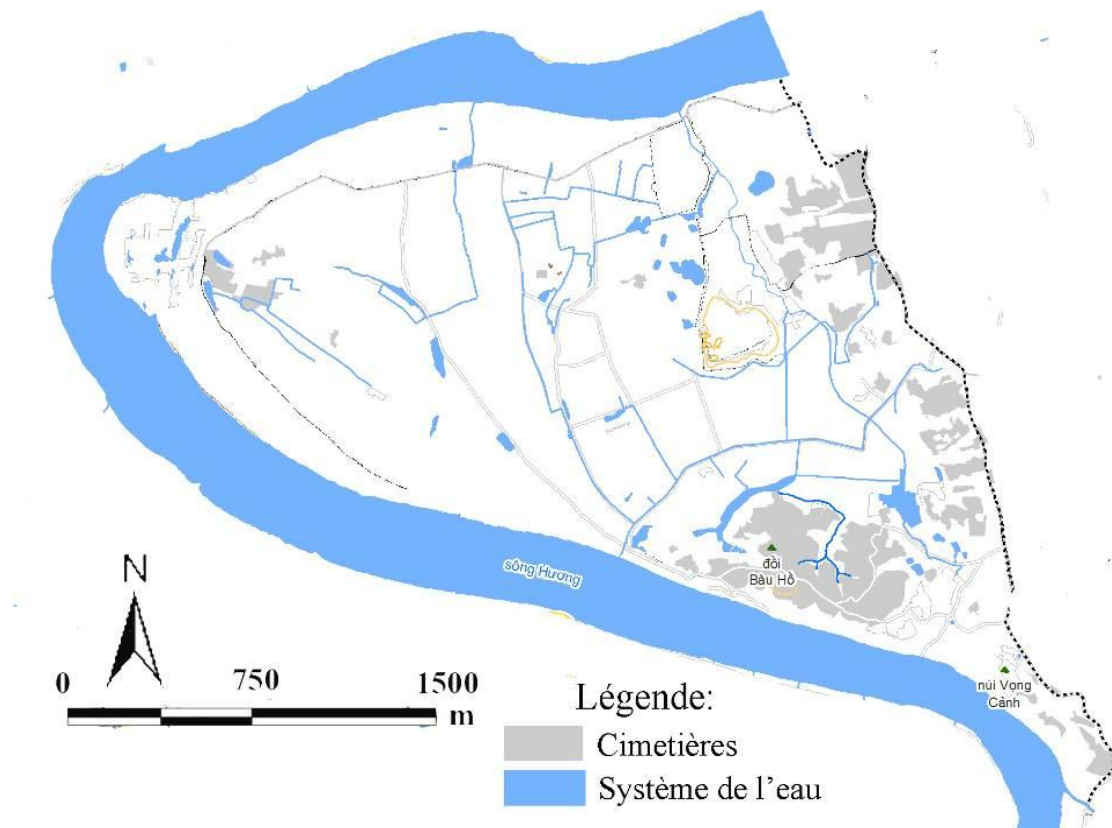 sông Hương
đồi
Bàu Hồ
núi Vọng
Cảnh
N
0 750 1500
m
Légende:
Cimetières
Système de l'eau